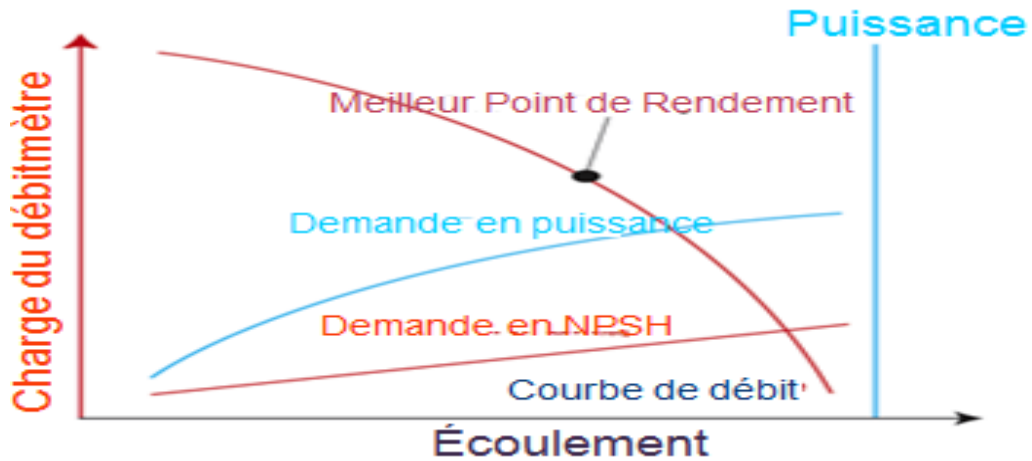 Puissance
Charge du débitmètre
Meilleur Point de Rendement
Demande en puissance
Demande en NPSH
Courbe de débit
Écoulement